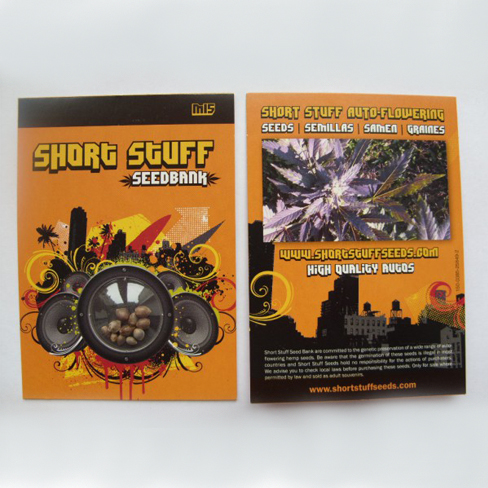 M15
SHORT STUFF
SEEDBANK
SHORT STUFF AUTO-FLOWERING
SEEDS | SEMILLAS | SAMEN | GRAINES
WWW.SHORTSTUFFSEEDS.COM
HIGH QUALITY AUTOS
Short Stuff Seed Bank are committed to the genetic preservation of a wide range of auto
flowering hemp seeds. Be aware that the germination of these seeds is illegal in most
countries and Short Stuff Seeds hold no responsibility for the actions of purchasers.
We advise you to check local laws before purchasing these seeds. Only for sale where
permitted by law and sold as adult souvenirs.
www.shortstuffseeds.com